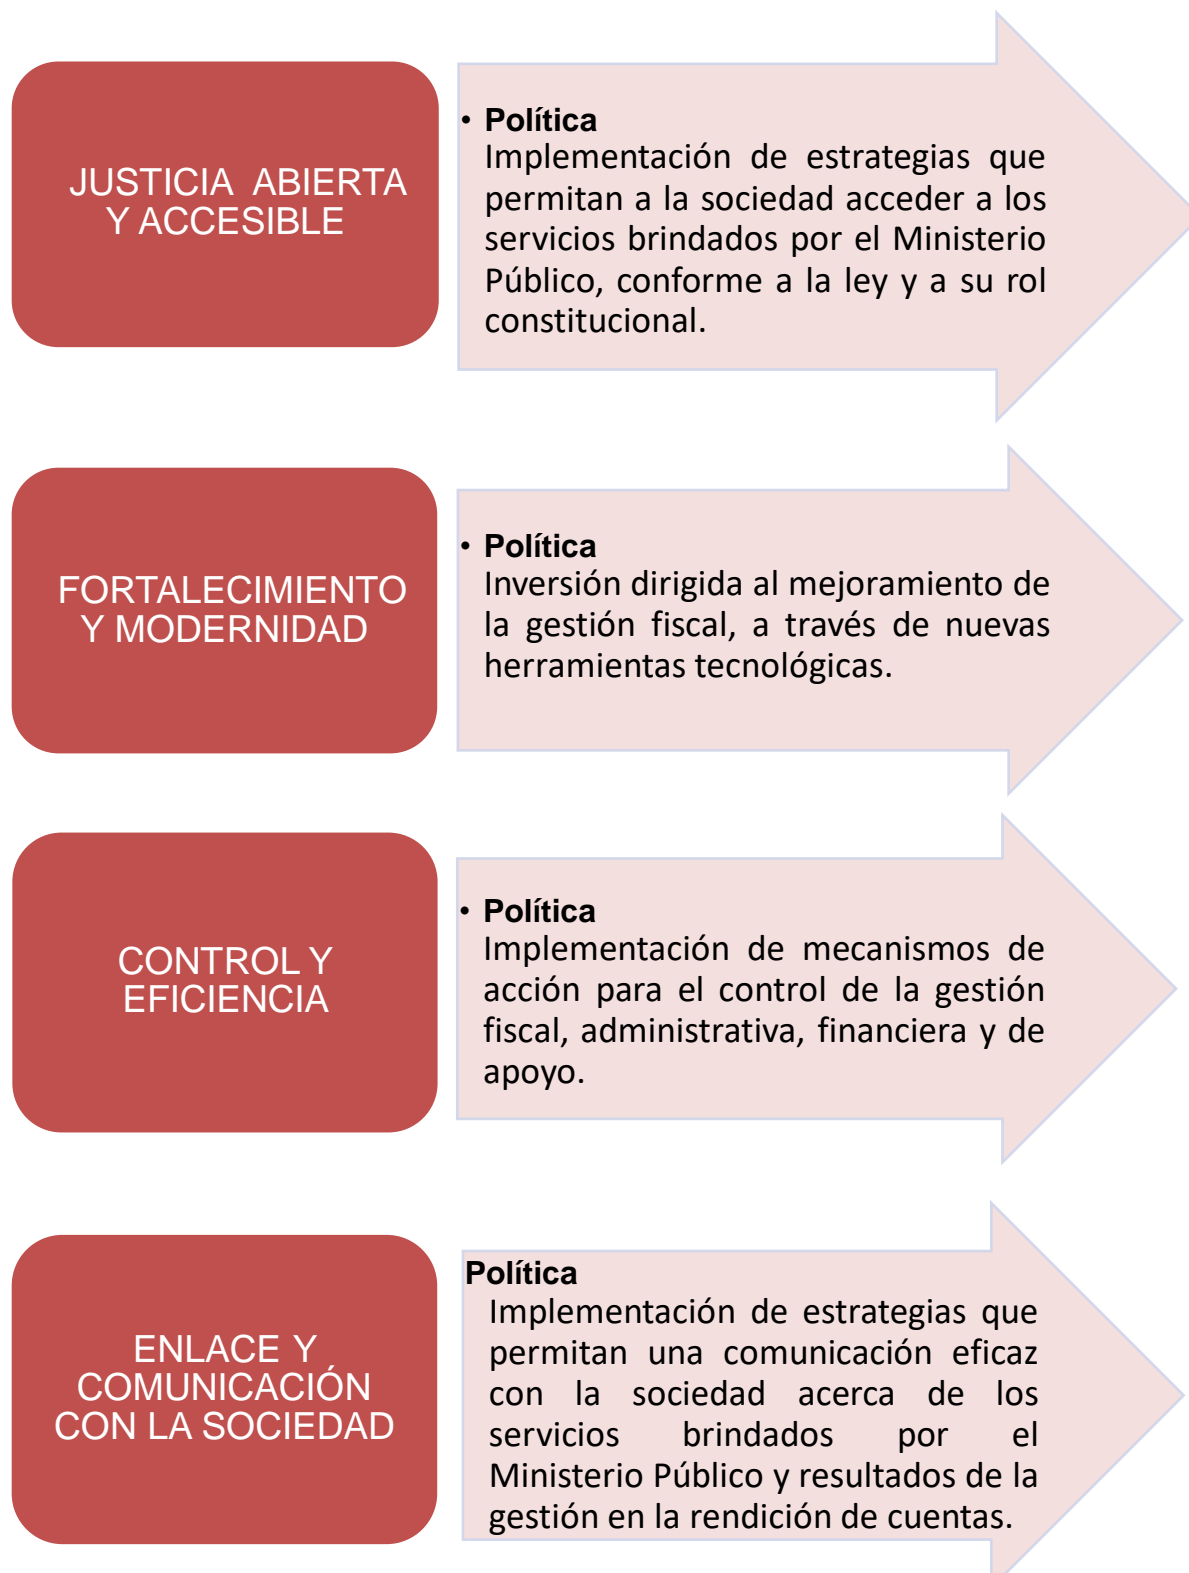 JUSTICIA ABIERTA
Y ACCESIBLE
• Política
Implementación de estrategias que
permitan a la sociedad acceder a los
servicios brindados por el Ministerio
Público, conforme a la ley y a su rol
constitucional.
FORTALECIMIENTO
Y MODERNIDAD
• Política
Inversión dirigida al mejoramiento de
la gestión fiscal, a través de nuevas
herramientas tecnológicas.
CONTROL Y
EFICIENCIA
• Política
Implementación de mecanismos de
acción para el control de la gestión
fiscal, administrativa, financiera y de
apoyo.
ENLACE Y
COMUNICACIÓN
CON LA SOCIEDAD
Política
Implementación de estrategias que
permitan una comunicación eficaz
con la sociedad acerca de los
servicios brindados por el
Ministerio Público y resultados de la
gestión en la rendición de cuentas.